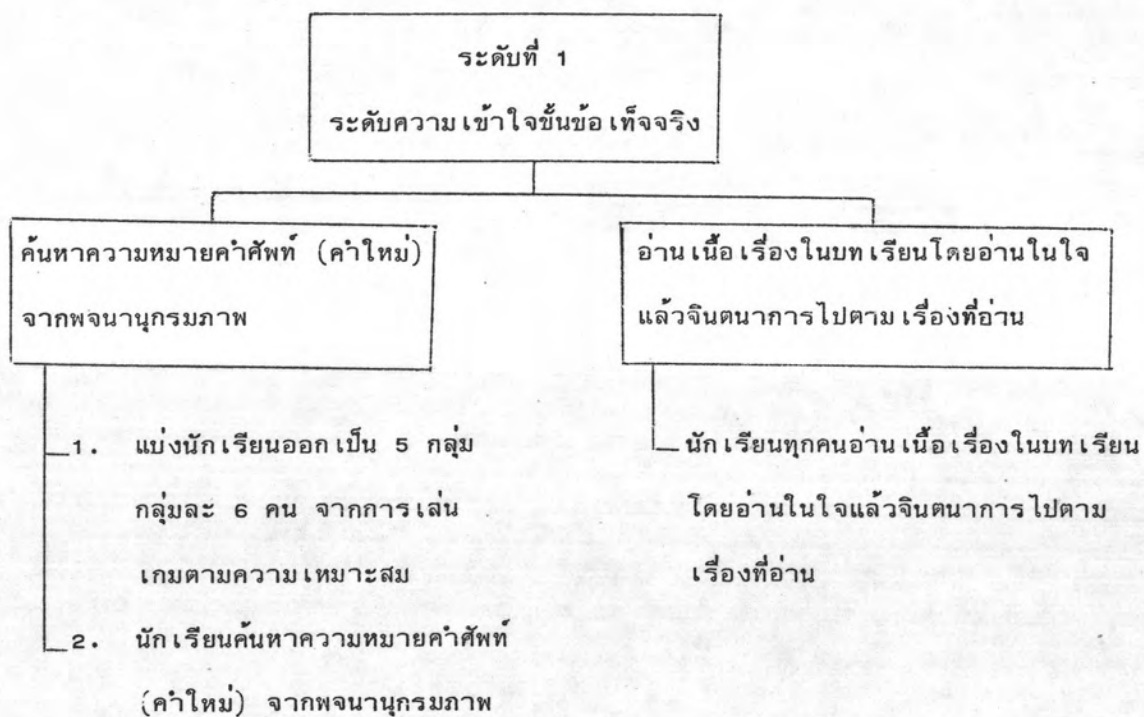 ระดับที่ 1
ระดับความเข้าใจขั้นข้อเท็จจริง
ค้นหาความหมายคำศัพท์ (คำใหม่)
จากพจนานุกรมภาพ
อ่านเนื้อเรื่องในบทเรียนโดยอ่านในใจ
แล้วจินตนาการไปตามเรื่องที่อ่าน
1. แบ่งนักเรียนออกเป็น 5 กลุ่ม
กลุ่มละ 6 คน จากการเล่น
เกมตามความเหมาะสม
2. นักเรียนค้นหาความหมายคำศัพท์
(คำใหม่) จากพจนานุกรมภาพ
นักเรียนทุกคนอ่านเนื้อเรื่องในบทเรียน
โดยอ่านในใจแล้วจินตนาการไปตาม
เรื่องที่อ่าน